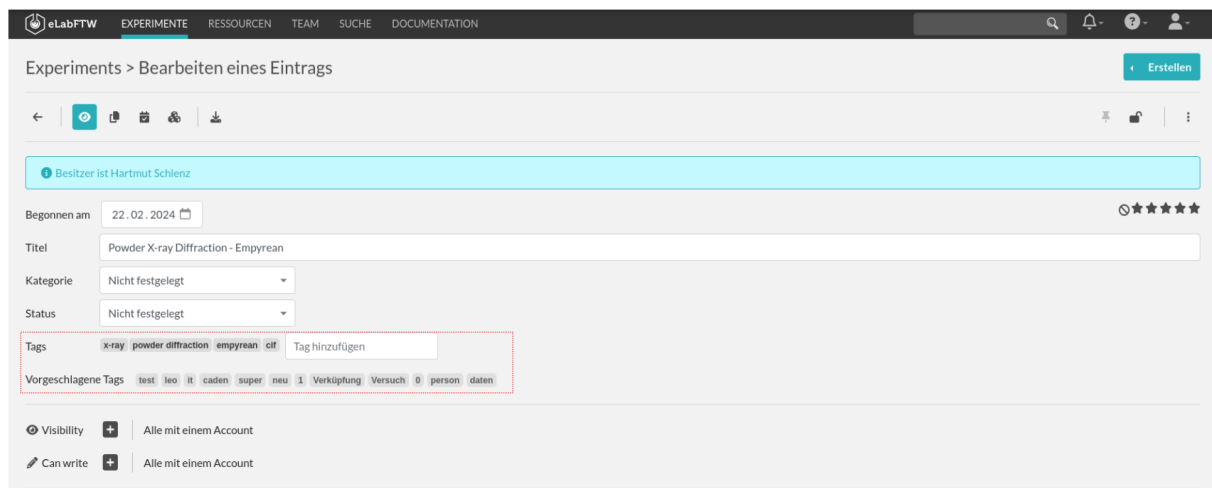 eLabFTW EXPERIMENTE RESSOURCEN TEAM SUCHE DOCUMENTATION
Experiments > Bearbeiten eines Eintrags
Erstellen
Besitzer ist Hartmut Schlenz
Begonnen am 22.02.2024
Titel Powder X-ray Diffraction - Empyrean
Kategorie Nicht festgelegt
Status Nicht festgelegt
Tags x-ray powder diffraction empyrean cif Tag hinzufügen
Vorgeschlagene Tags test leo it caden super neu 1 Verküpfung Versuch 0 person daten
Visibility Alle mit einem Account
Can write Alle mit einem Account